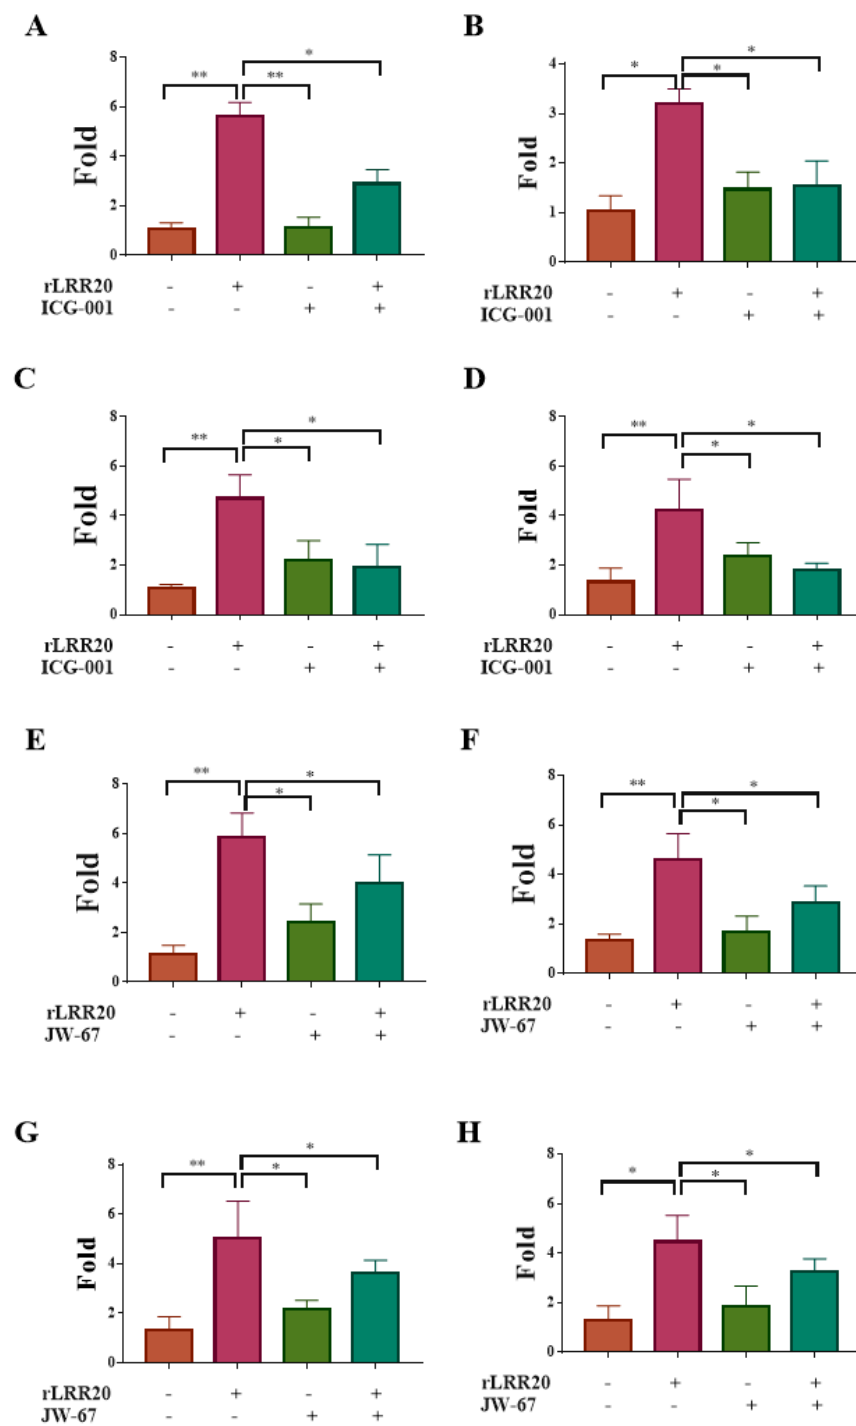 A
8
6
4
2
0
Fold
** ** *
rLRR20 - + - +
ICG-001 - - + +
B
4
3
2
1
0
Fold
* * *
rLRR20 - + - +
ICG-001 - - + +
C
8
6
4
2
0
Fold
** * *
rLRR20 - + - +
ICG-001 - - + +
D
8
6
4
2
0
Fold
** * *
rLRR20 - + - +
ICG-001 - - + +
E
8
6
4
2
0
Fold
** * *
rLRR20 - + - +
JW-67 - - + +
F
8
6
4
2
0
Fold
** * *
rLRR20 - + - +
JW-67 - - + +
G
8
6
4
2
0
Fold
** * *
rLRR20 - + - +
JW-67 - - + +
H
8
6
4
2
0
Fold
* * *
rLRR20 - + - +
JW-67 - - + +